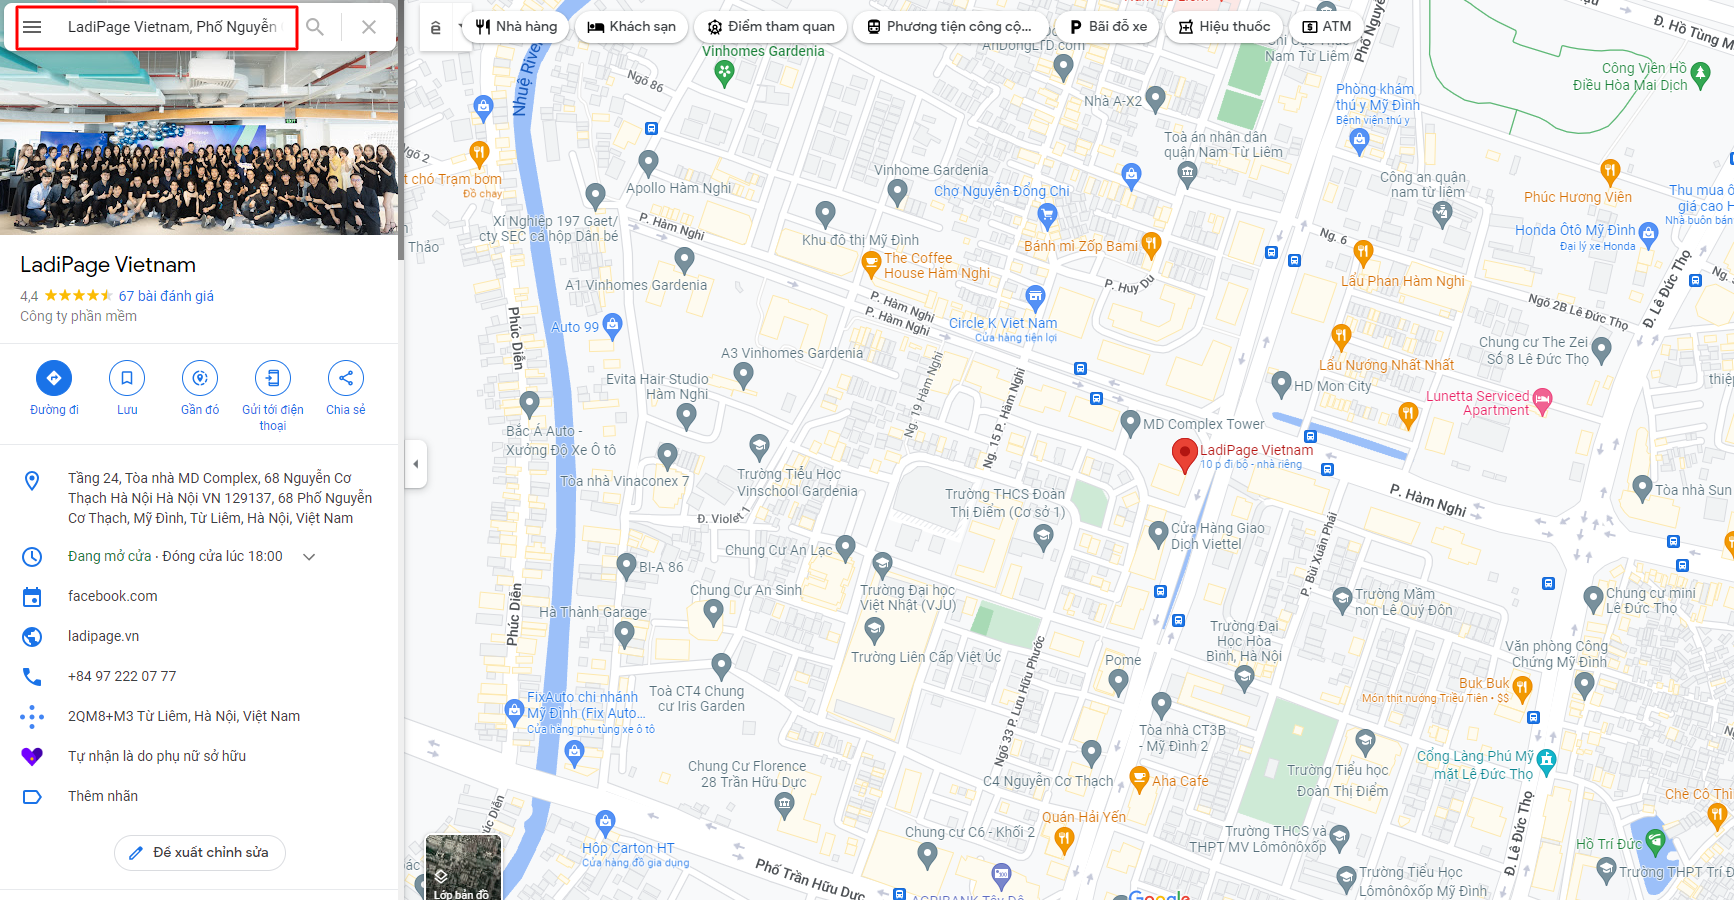 LadiPage Vietnam, Phố Nguyễn
LadiPage Vietnam
4,4
67 bài đánh giá
Công ty phần mềm
Đường đi
Lưu
Gần đó
Gửi tới điện
thoại
Chia sẻ
Tầng 24, Tòa nhà MD Complex, 68 Nguyễn Cơ
Thạch Hà Nội Hà Nội VN 129137, 68 Phố Nguyễn
Cơ Thạch, Mỹ Đình, Từ Liêm, Hà Nội, Việt Nam
Đang mở cửa · Đóng cửa lúc 18:00
facebook.com
ladipage.vn
+84 97 222 07 77
2QM8+M3 Từ Liêm, Hà Nội, Việt Nam
Tự nhận là do phụ nữ sở hữu
Thêm nhãn
Đề xuất chỉnh sửa
Nhà hàng
Khách sạn
Điểm tham quan
Phương tiện công cộ...
Bãi đỗ xe
Hiệu thuốc
ATM
Vinhomes Gardenia
AnDongLTD.com
Nam Từ Liêm
P. Nguyễn
Đ. Hồ Tùng M
Công Viên Hồ
Điều Hòa Mai Dịch
Nhuệ River
Ngõ 86
Nhà A-X2
Phòng khám
thú y Mỹ Đình
Bệnh viện thú y
Toà án nhân dân
quận Nam Từ Liêm
Ngõ 2
t chó Trạm bơm
Đồ chay
Apollo Hàm Nghi
Vinhome Gardenia
Chợ Nguyễn Đổng Chi
Công an quận
nam từ liêm
Phúc Hương Viên
Thu mua ô
giá cao H
Nhà buôn bán
Xí Nghiệp 197 Gaet/
cty SEC cả hộp Dân bé
P. Hàm Nghi
Thảo
Khu đô thị Mỹ Đình
Bánh mì Zốp Bami
Ng. 6
Honda Ôtô Mỹ Đình
Đại lý xe Honda
The Coffee
House Hàm Nghi
A1 Vinhomes Gardenia
P. Huy Du
Lẩu Phan Hàm Nghi
Đ. Lê Đức Thọ
Ngõ 2B Lê Đức Thọ
P. Hàm Nghi
P. Hàm Nghi
Phúc Diễn
Auto 99
Circle K Viet Nam
Cửa hàng tiện lợi
Chung cư The Zei
Số 8 Lê Đức Thọ
A3 Vinhomes Gardenia
Lẩu Nướng Nhất Nhất
Evita Hair Studio
Hàm Nghi
Ng. 19 Hàm Nghi
Ng. 15 P. Hàm Nghi
HD Mon City
thiệp
Lunetta Serviced
Apartment
Bắc Á Auto -
Xưởng Độ Xe Ô tô
MD Complex Tower
LadiPage Vietnam
10 p đi bộ - nhà riêng
Trường Tiểu Học
Vinschool Gardenia
Tòa nhà Vinaconex 7
Trường THCS Đoàn
Thị Điểm (Cơ sở 1)
P. Hàm Nghi
Tòa nhà Sun
Đ. Violet 1
Cửa Hàng Giao
Dịch Viettel
Chung Cư An Lạc
P. Bùi Xuân Phái
BI-A 86
Chung Cư An Sinh
Trường Đại học
Việt Nhật (VJU)
Trường Mầm
non Lê Quý Đôn
Chung cư mini
Lê Đức Thọ
Phúc Diễn
Hà Thành Garage
Trường Đại
Học Hòa
Bình, Hà Nội
Văn phòng Công
Chứng Mỹ Đình
Trường Liên Cấp Việt Úc
Ngõ 33 P. Lưu Hữu Phước
Pome
Toà CT4 Chung
cư Iris Garden
Buk Buk
Món thịt nướng Triều Tiên • $$
FixAuto chi nhánh
Mỹ Đình (Fix Auto...
Cửa hàng phụ tùng xe ô tô
Tòa nhà CT3B
- Mỹ Đình 2
Cổng Làng Phú Mỹ
mặt Lê Đức Thọ
Chung Cư Florence
28 Trần Hữu Dực
C4 Nguyễn Cơ Thạch
Aha Cafe
Trường Tiểu học
Đoàn Thị Điểm
Chè Cô Thì
Quán Hải Yến
Chung cư C6 - Khối 2
Trường THCS và
THPT MV Lômônôxốp
Đ. Lê Đức Thọ
Hồ Trí Đức
Hộp Carton HT
Cửa hàng đồ gia dụng
Phố Trần Hữu Dực
Trường Tiểu Học
Lômônôxốp Mỹ Đình
Trường THPT Trí Đ
Lớp bản đồ
Google